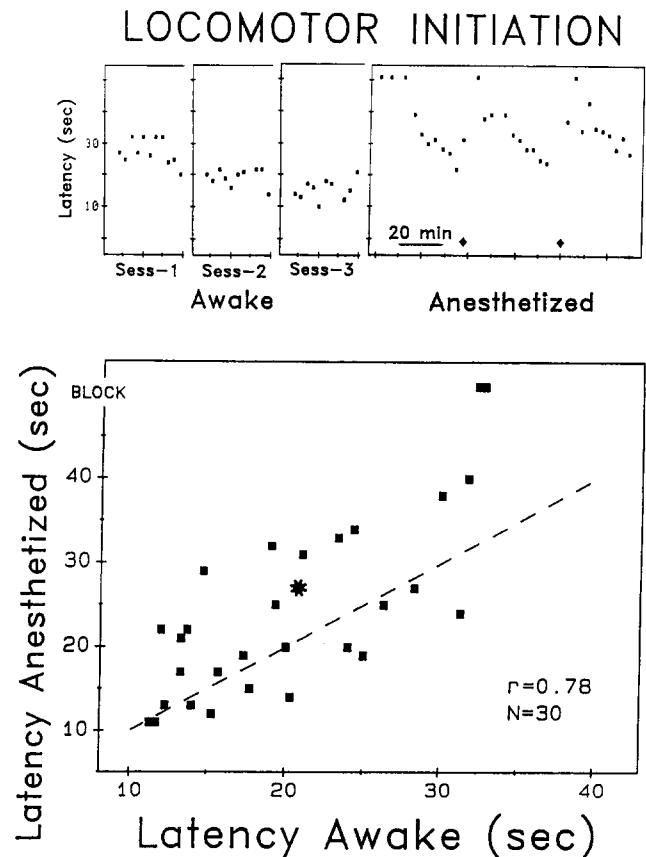 LOCOMOTOR INITIATION
Latency (sec)
30
10
20 min
Sess-1
Sess-2
Sess-3
Awake
Anesthetized
Latency Anesthetized (sec)
BLOCK
40
30
20
10
r=0.78
N=30
10
20
30
40
Latency Awake (sec)